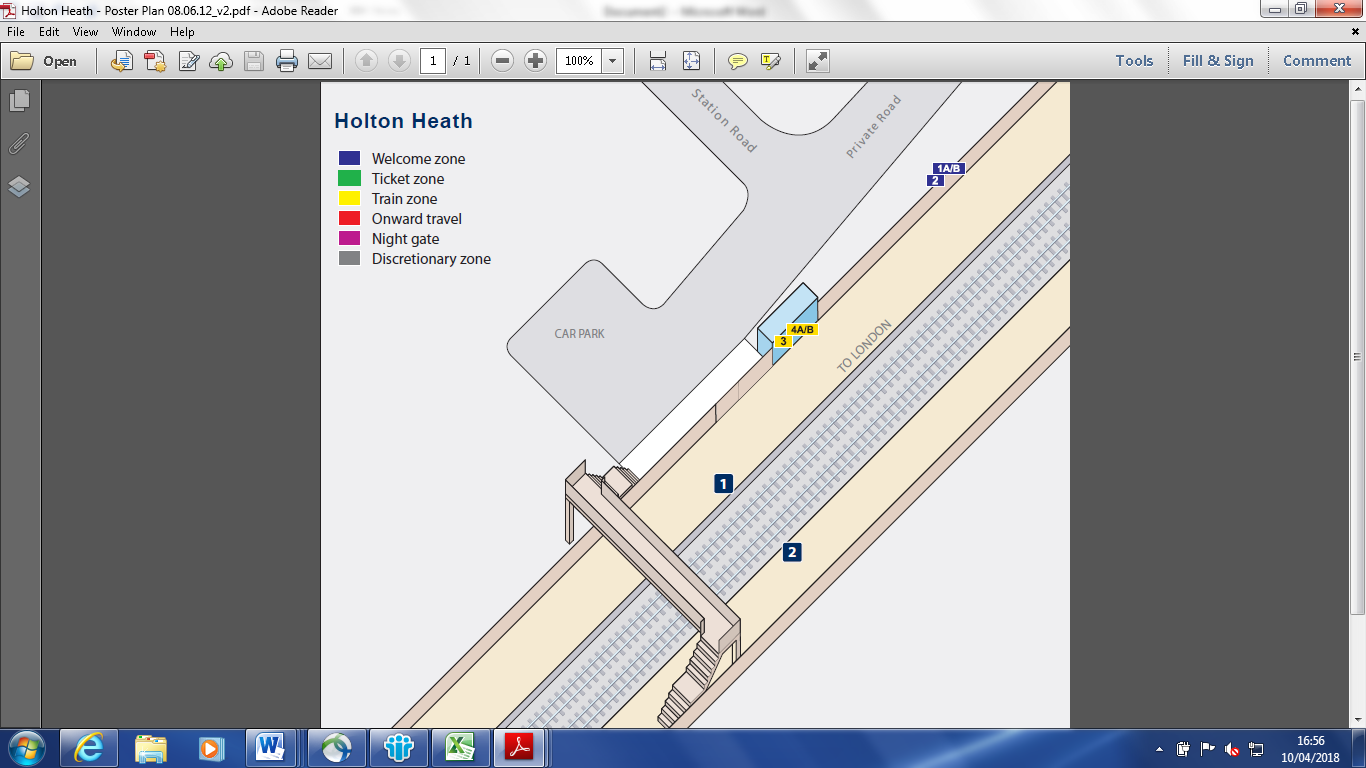 Holton Heath - Poster Plan 08.06.12_v2.pdf - Adobe Reader
File Edit View Window Help
Open 1 / 1 100% Tools Fill & Sign Comment
Holton Heath
Welcome zone
Ticket zone
Train zone
Onward travel
Night gate
Discretionary zone
Station Road
Private Road
1A/B
2
CAR PARK
4A/B
3
TO LONDON
1
2
16:56
10/04/2018